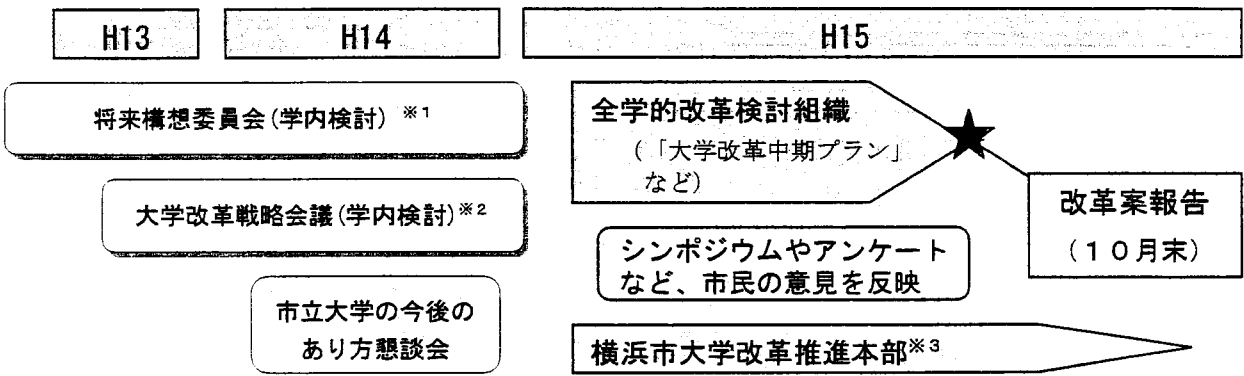 H13
H14
H15
将来構想委員会(学内検討) ※1
大学改革戦略会議(学内検討)※2
市立大学の今後の
あり方懇談会
全学的改革検討組織
(「大学改革中期プラン」
など)
シンポジウムやアンケート
など、市民の意見を反映
横浜市大学改革推進本部※3
改革案報告
(10月末)